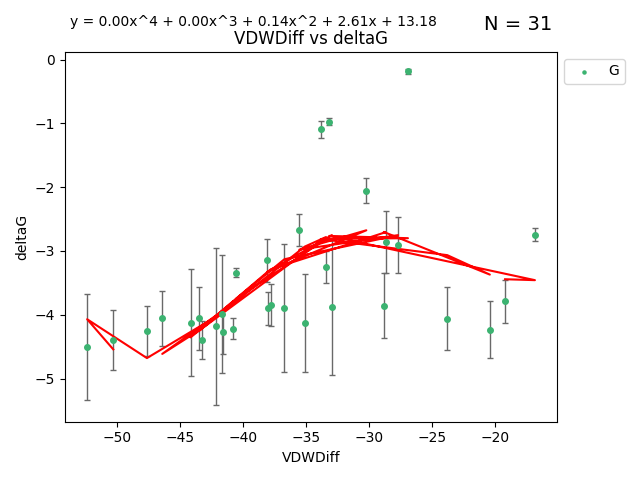 y = 0.00x^4 + 0.00x^3 + 0.14x^2 + 2.61x + 13.18
N = 31
VDWDiff vs deltaG
G
0
−1
−2
−3
−4
−5
deltaG
−50 −45 −40 −35 −30 −25 −20
VDWDiff